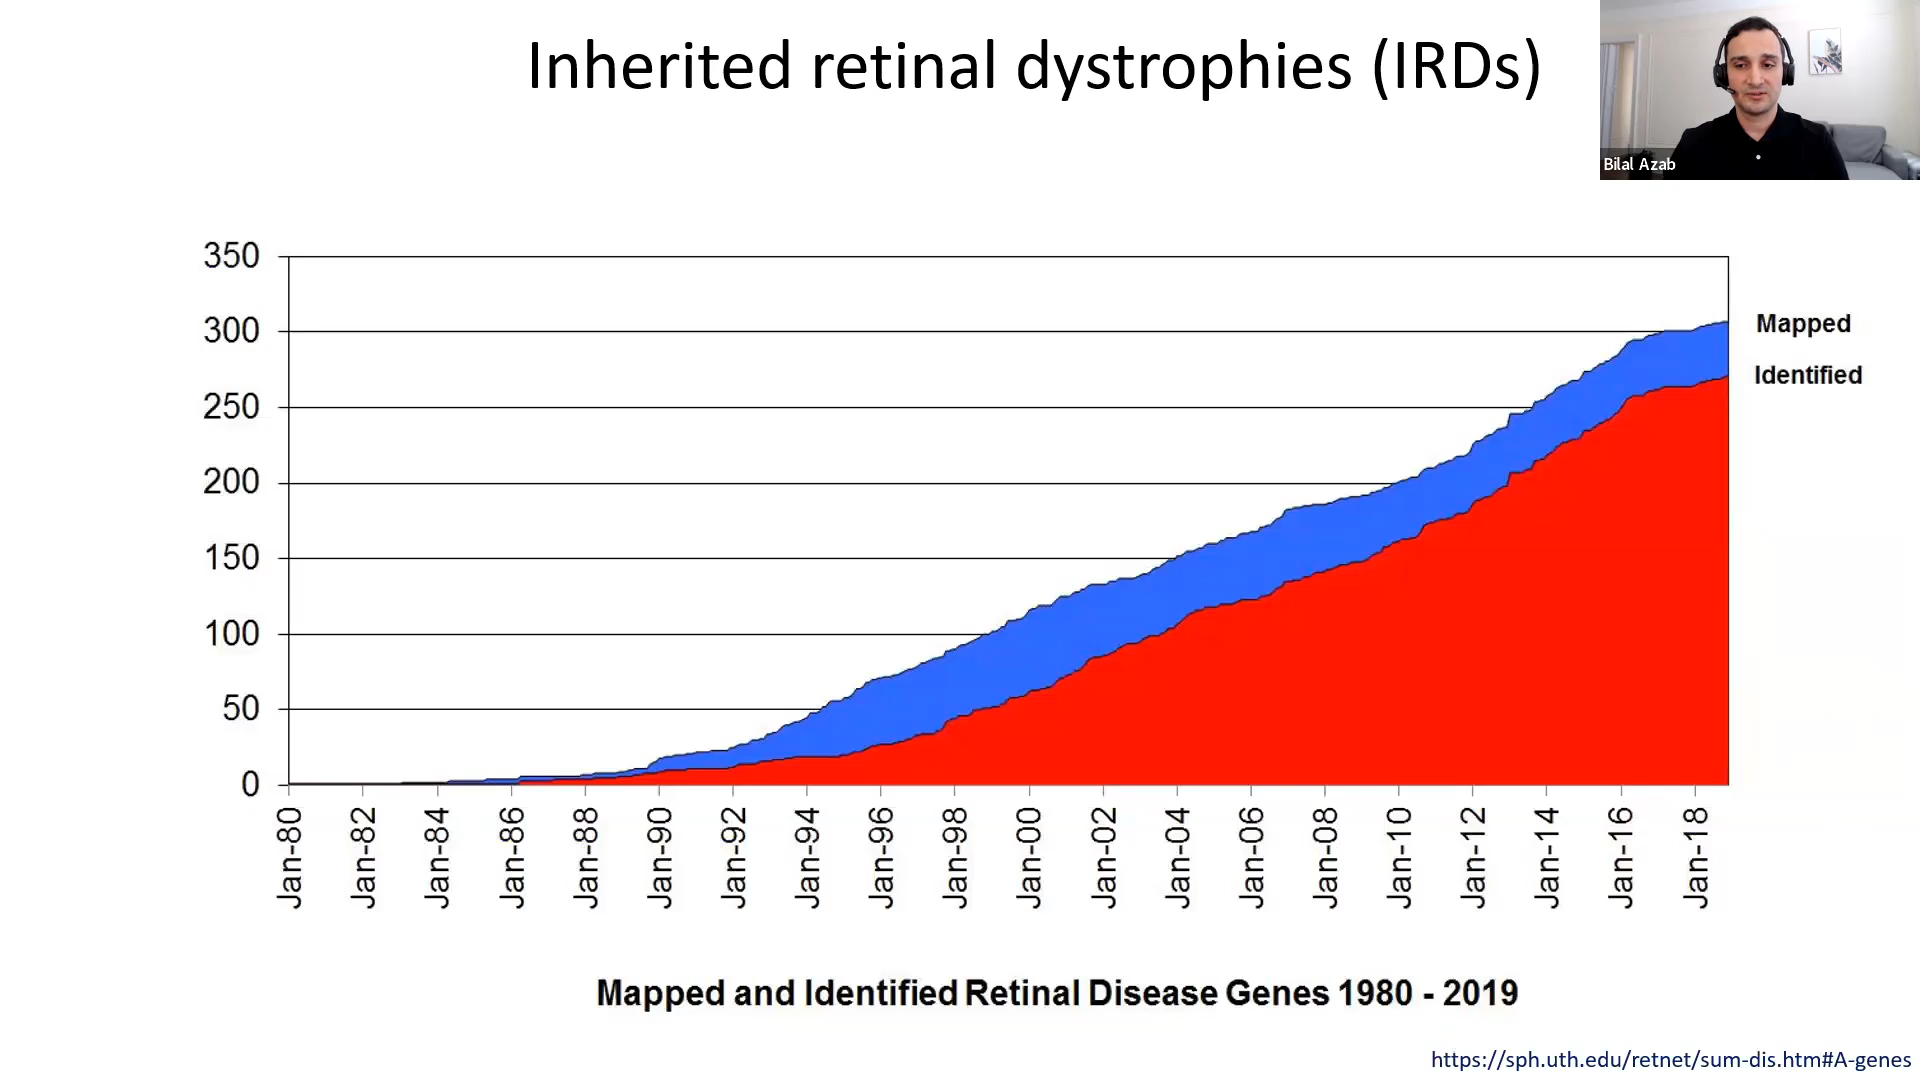 Inherited retinal dystrophies (IRDs)
Bilal Azab
350
300
250
200
150
100
50
0
Mapped
Identified
Jan-80
Jan-82
Jan-84
Jan-86
Jan-88
Jan-90
Jan-92
Jan-94
Jan-96
Jan-98
Jan-00
Jan-02
Jan-04
Jan-06
Jan-08
Jan-10
Jan-12
Jan-14
Jan-16
Jan-18
Mapped and Identified Retinal Disease Genes 1980 - 2019
https://sph.uth.edu/retnet/sum-dis.htm#A-genes